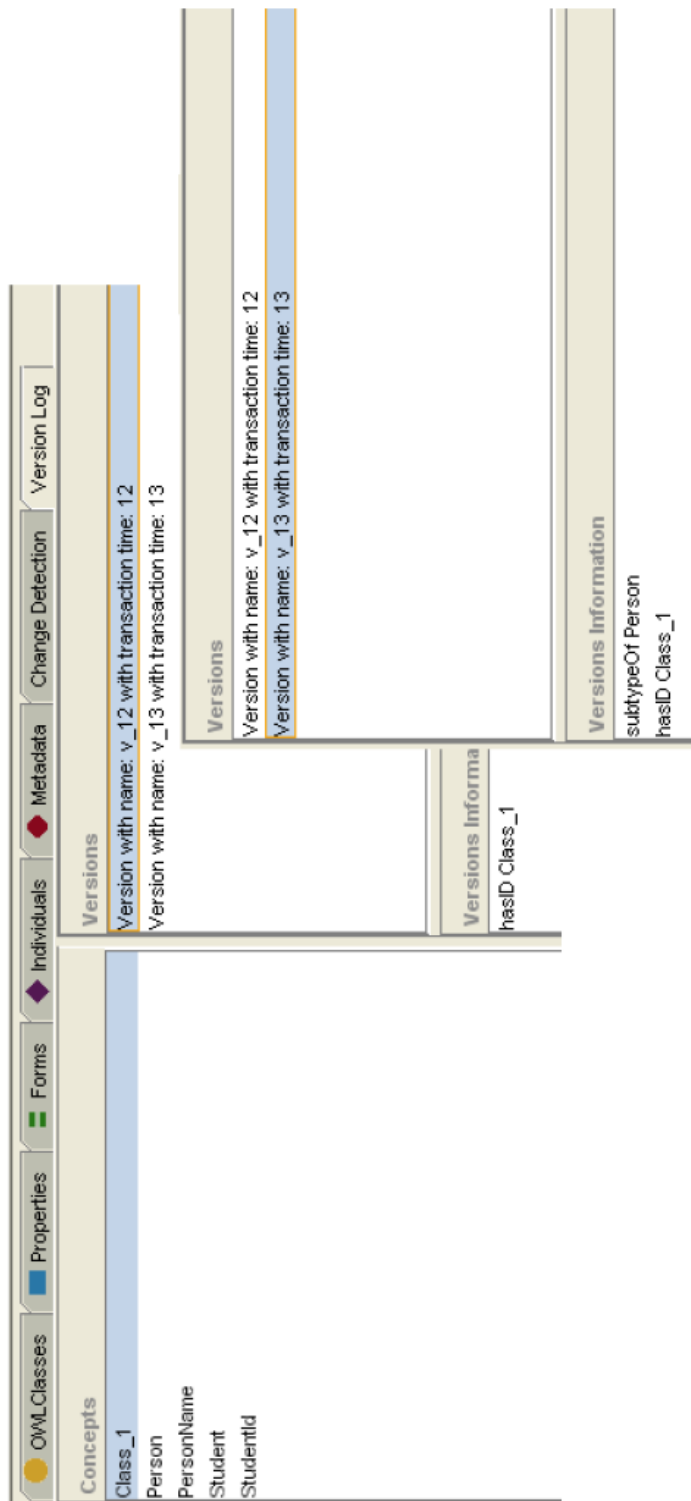 OWLClasses
Properties
Forms
Individuals
Metadata
Change Detection
Version Log
Concepts
Class_1
Person
PersonName
Student
StudentId
Versions
Version with name: v_12 with transaction time: 12
Version with name: v_13 with transaction time: 13
Versions Informa
hasID Class_1
Versions
Version with name: v_12 with transaction time: 12
Version with name: v_13 with transaction time: 13
Versions Information
subtypeOf Person
hasID Class_1